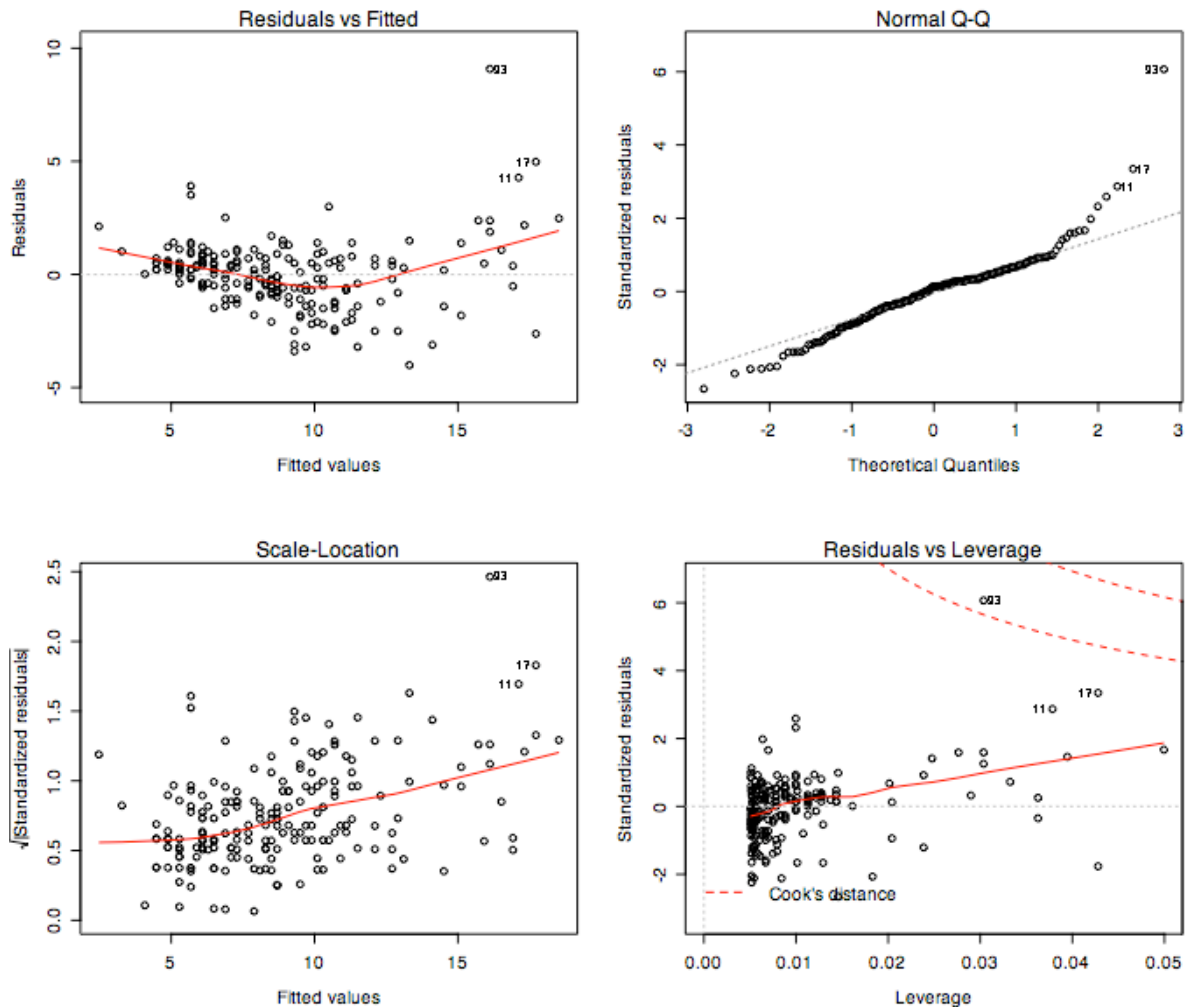 Residuals vs Fitted
Residuals
10
5
0
-5
93
17
11
5 10 15
Fitted values
Normal Q-Q
Standardized residuals
6
4
2
0
-2
93
17
11
-3 -2 -1 0 1 2 3
Theoretical Quantiles
Scale-Location
√|Standardized residuals|
2.5
2.0
1.5
1.0
0.5
0.0
93
17
11
5 10 15
Fitted values
Residuals vs Leverage
Standardized residuals
6
4
2
0
-2
93
17
11
Cook's distance
0.00 0.01 0.02 0.03 0.04 0.05
Leverage